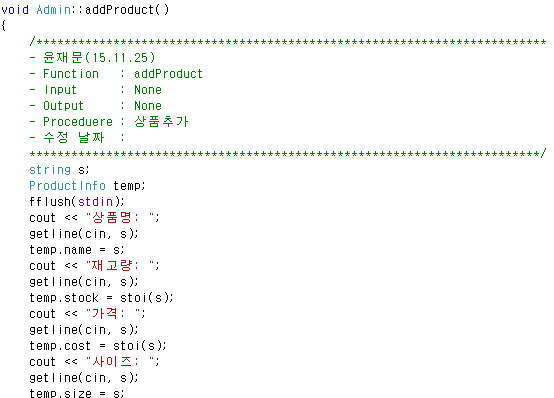 void Admin::addProduct()
{
/*************************************************************************
- 윤재문(15.11.25)
- Function : addProduct
- Input : None
- Output : None
- Proceduere : 상품추가
- 수정 날짜 :
*************************************************************************/
string s;
ProductInfo temp;
fflush(stdin);
cout << "상품명: ";
getline(cin, s);
temp.name = s;
cout << "재고량: ";
getline(cin, s);
temp.stock = stoi(s);
cout << "가격: ";
getline(cin, s);
temp.cost = stoi(s);
cout << "사이즈: ";
getline(cin, s);
temp.size = s;